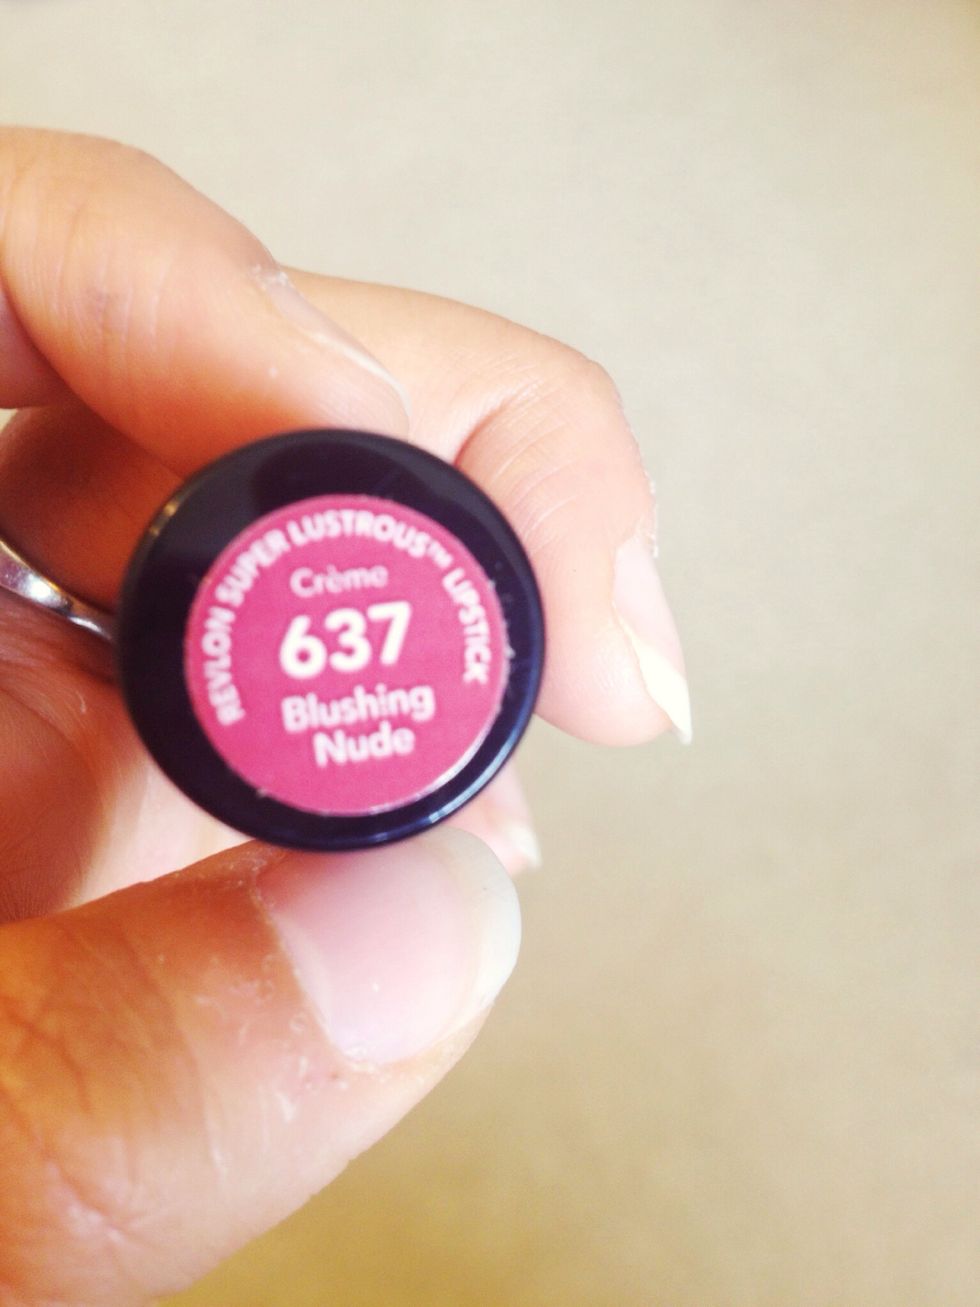 REVLON SUPER LUSTROUS™ LIPSTICK
Crème
637
Blushing
Nude